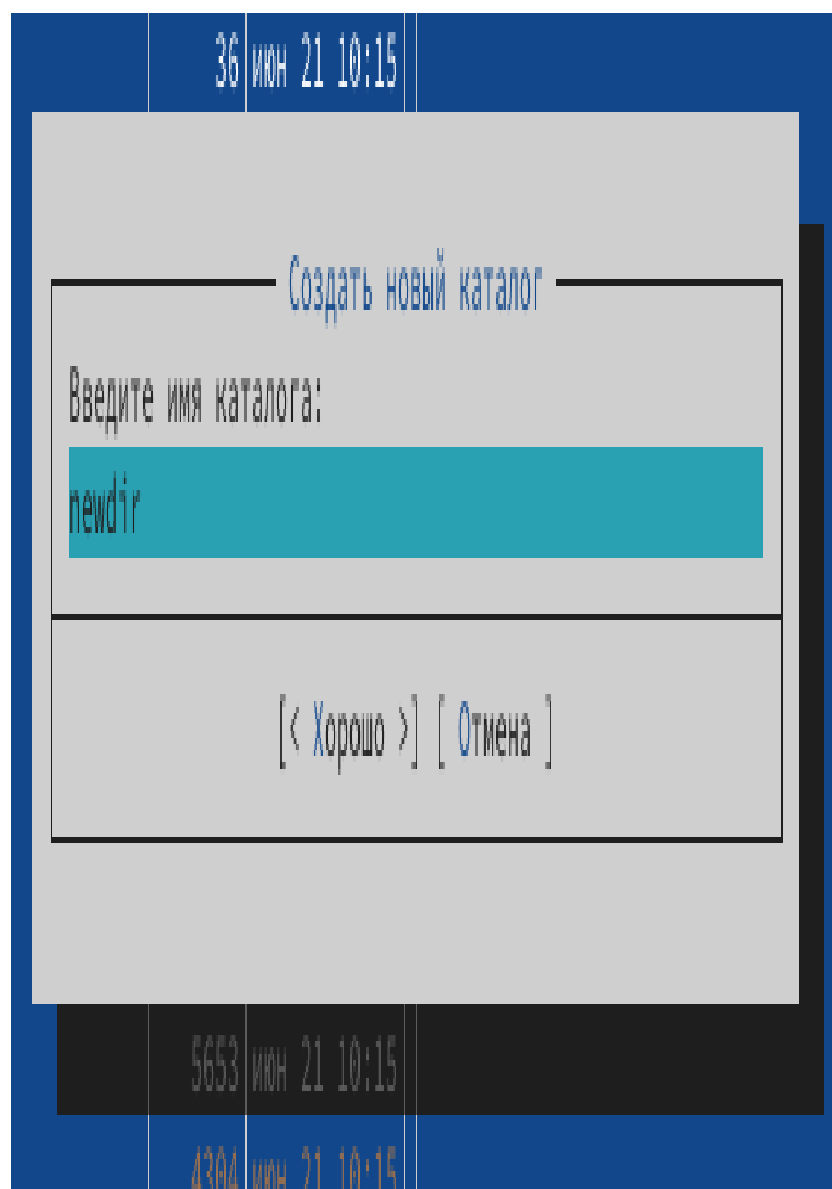 36 июн 21 10:15
Создать новый каталог
Введите имя каталога:
newdir
[< Хорошо >] [ Отмена ]
5653 июн 21 10:15
4304 июн 21 10:15